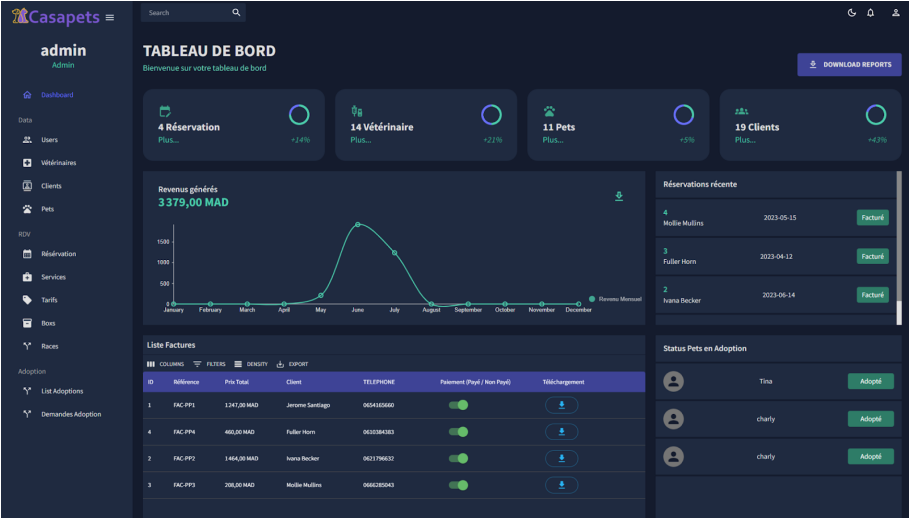 Casapets
Search
admin
Admin
Dashboard
Data
Users
Vétérinaires
Clients
Pets
RDV
Résérvation
Services
Tarifs
Boxs
Races
Adoption
List Adoptions
Demandes Adoption
TABLEAU DE BORD
Bienvenue sur votre tableau de bord
DOWNLOAD REPORTS
4 Réservation
Plus...
+14%
14 Vétérinaire
Plus...
+21%
11 Pets
Plus...
+5%
19 Clients
Plus...
+43%
Revenus générés
3 379,00 MAD
1500
1000
500
0
January February March April May June July August September October November December
Revenu Mensuel
Réservations récente
4
Mollie Mullins 2023-05-15 Facturé
3
Fuller Horn 2023-04-12 Facturé
2
Ivana Becker 2023-06-14 Facturé
Liste Factures
COLUMNS FILTERS DENSITY EXPORT
ID Référence Prix Total Client TELEPHONE Paiement (Payé / Non Payé) Téléchargement
1 FAC-PP1 1 247,00 MAD Jerome Santiago 0654165660
4 FAC-PP4 460,00 MAD Fuller Horn 0610384383
2 FAC-PP2 1 464,00 MAD Ivana Becker 0621796632
3 FAC-PP3 208,00 MAD Mollie Mullins 0666285043
Status Pets en Adoption
Tina Adopté
charly Adopté
charly Adopté